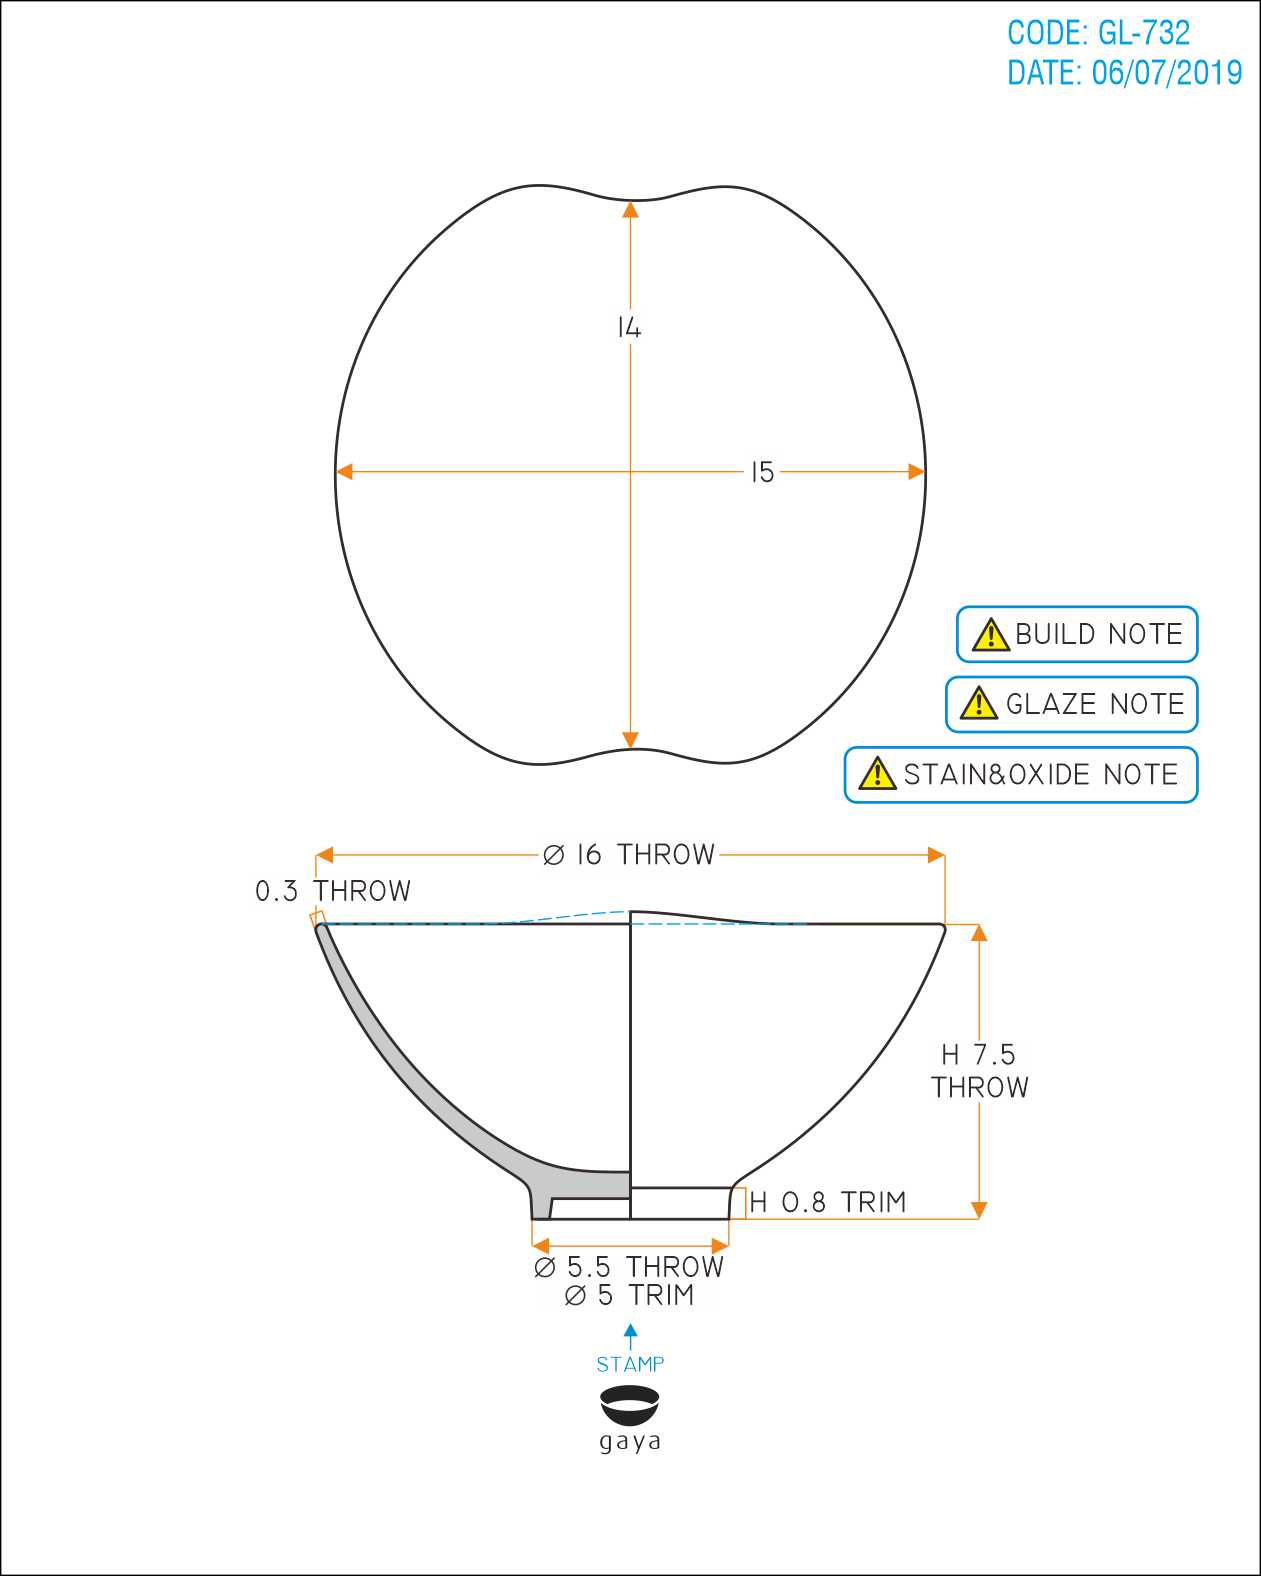 CODE: GL-732
DATE: 06/07/2019
14
15
BUILD NOTE
GLAZE NOTE
STAIN&OXIDE NOTE
Ø 16 THROW
0.3 THROW
H 7.5
THROW
H 0.8 TRIM
Ø 5.5 THROW
Ø 5 TRIM
STAMP
gaya